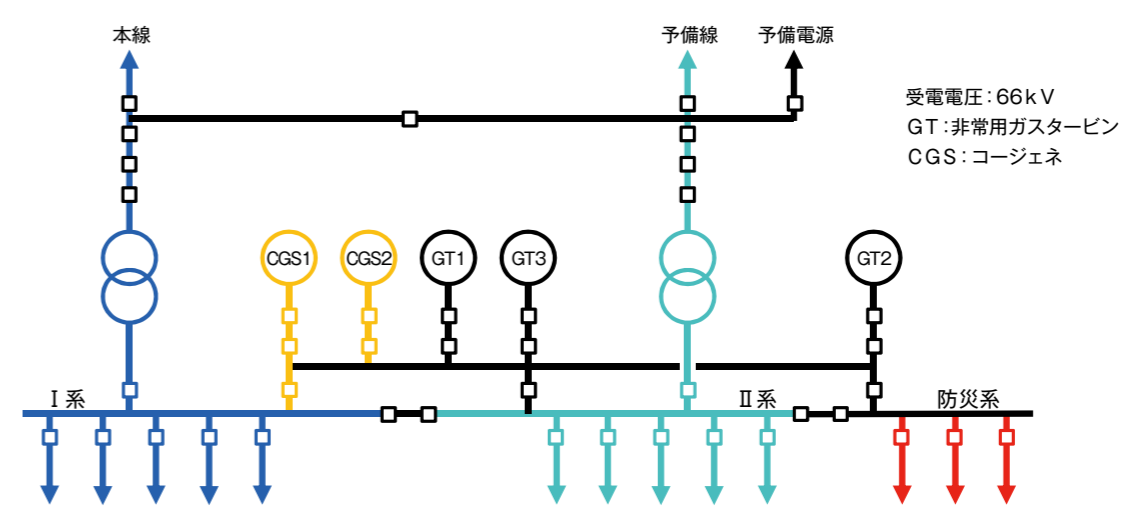 本線
予備線
予備電源
受電電圧：66kV
GT：非常用ガスタービン
CGS：コージェネ
CGS1
CGS2
GT1
GT3
GT2
Ⅰ系
Ⅱ系
防災系